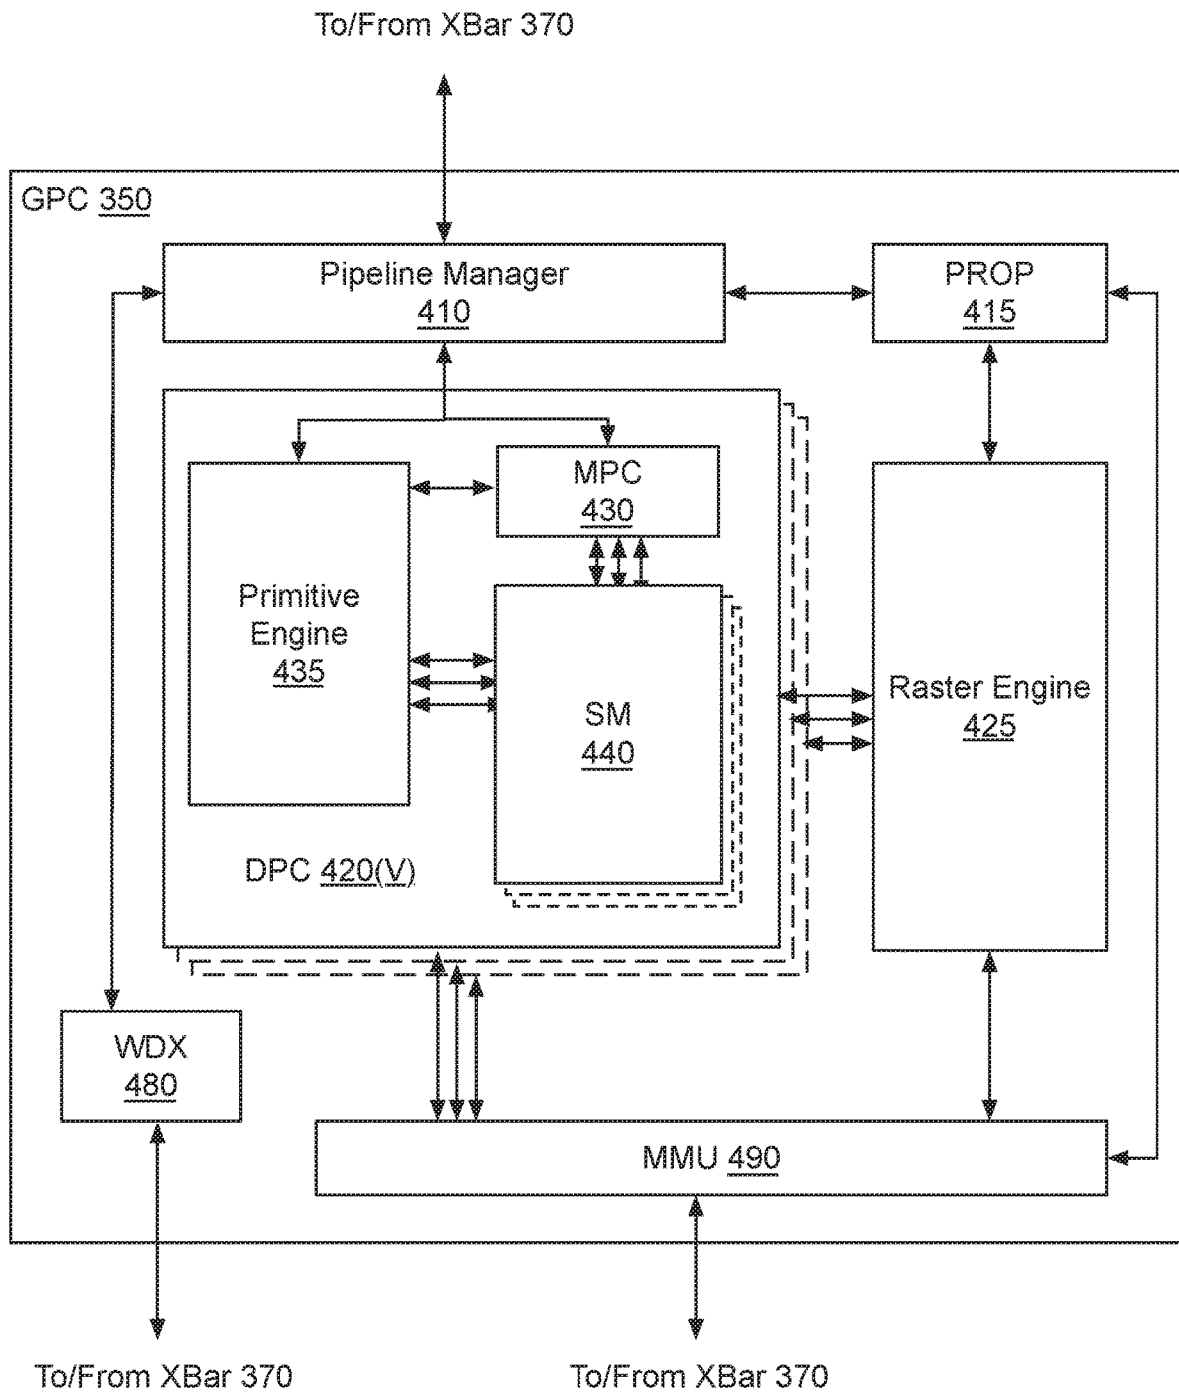 To/From XBar 370
GPC 350
Pipeline Manager
410
PROP
415
MPC
430
Primitive
Engine
435
SM
440
Raster Engine
425
DPC 420(V)
WDX
480
MMU 490
To/From XBar 370
To/From XBar 370